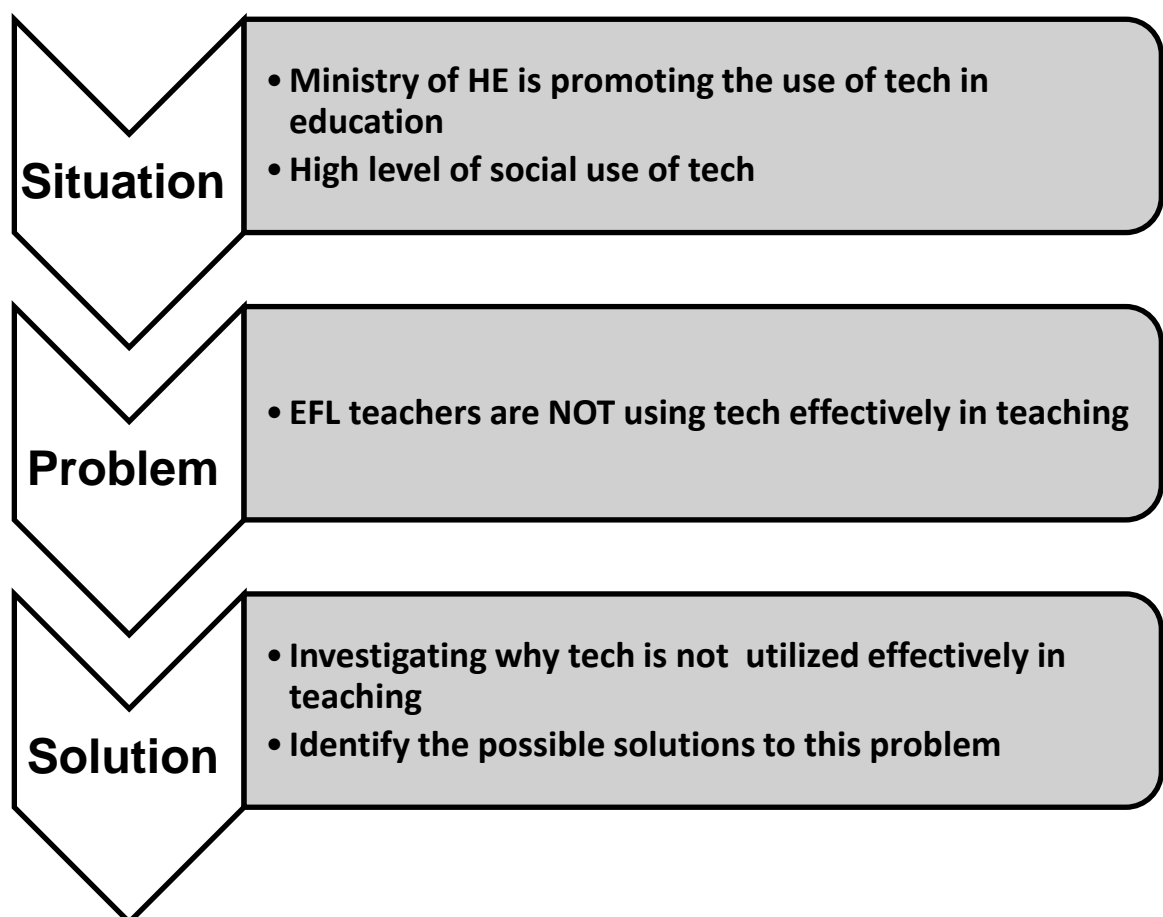 Situation
• Ministry of HE is promoting the use of tech in
education
• High level of social use of tech
Problem
• EFL teachers are NOT using tech effectively in teaching
Solution
• Investigating why tech is not  utilized effectively in
teaching
• Identify the possible solutions to this problem